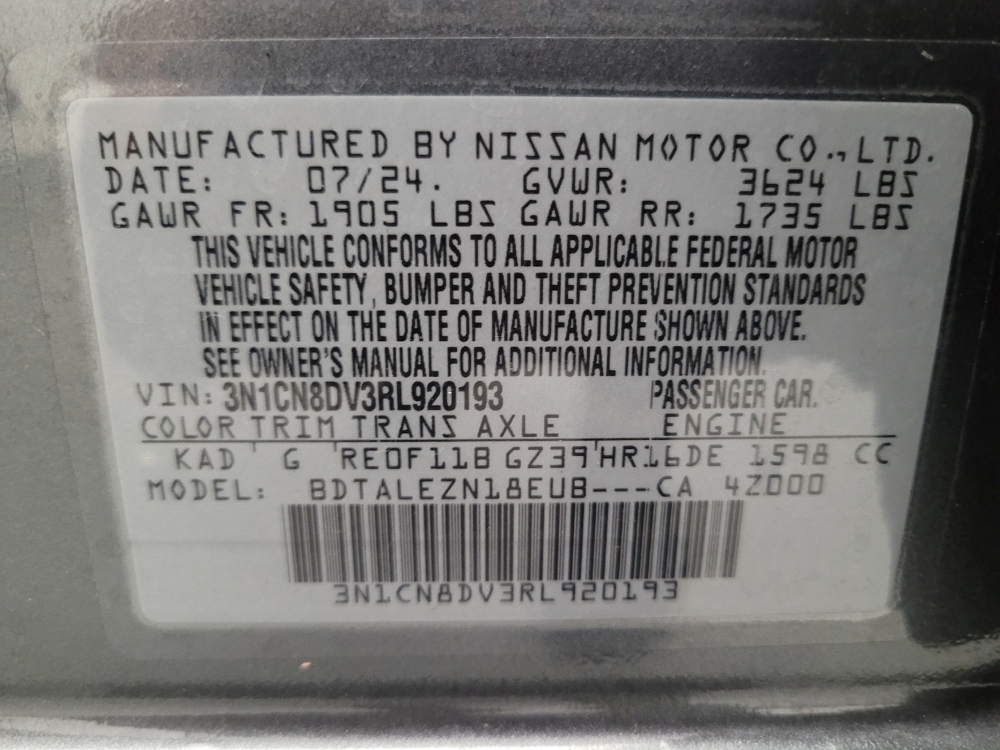 MANUFACTURED BY NISSAN MOTOR CO., LTD.
DATE: 07/24. GVWR: 3624 LBS
GAWR FR: 1905 LBS GAWR RR: 1735 LBS
THIS VEHICLE CONFORMS TO ALL APPLICABLE FEDERAL MOTOR
VEHICLE SAFETY, BUMPER AND THEFT PREVENTION STANDARDS
IN EFFECT ON THE DATE OF MANUFACTURE SHOWN ABOVE.
SEE OWNER'S MANUAL FOR ADDITIONAL INFORMATION.
VIN: 3N1CN8DV3RL920193 PASSENGER CAR.
COLOR TRIM TRANS AXLE ENGINE
KAD G RE0F11B GZ39 HR16DE 1598 CC
MODEL: BDTALEZN18EUB---CA 4Z000
3N1CN8DV3RL920193